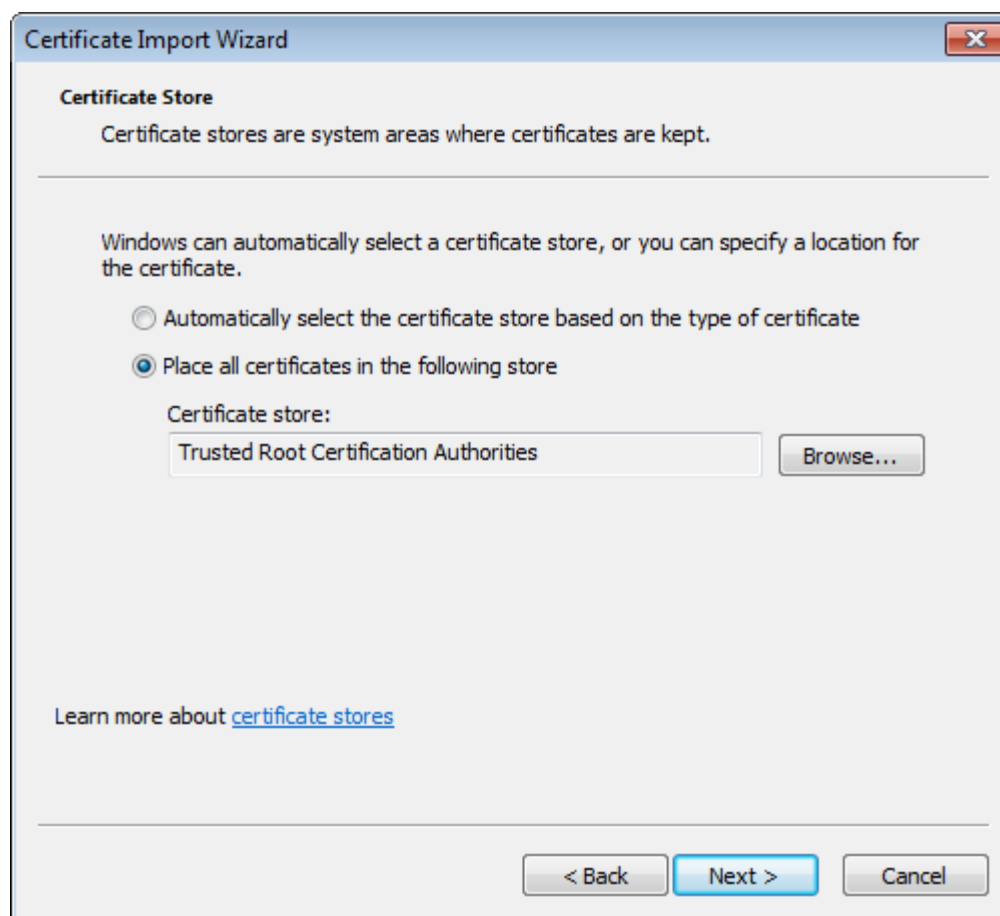 Certificate Import Wizard
Certificate Store
Certificate stores are system areas where certificates are kept.
Windows can automatically select a certificate store, or you can specify a location for
the certificate.
Automatically select the certificate store based on the type of certificate
Place all certificates in the following store
Certificate store:
Trusted Root Certification Authorities
Browse...
Learn more about certificate stores
< Back
Next >
Cancel